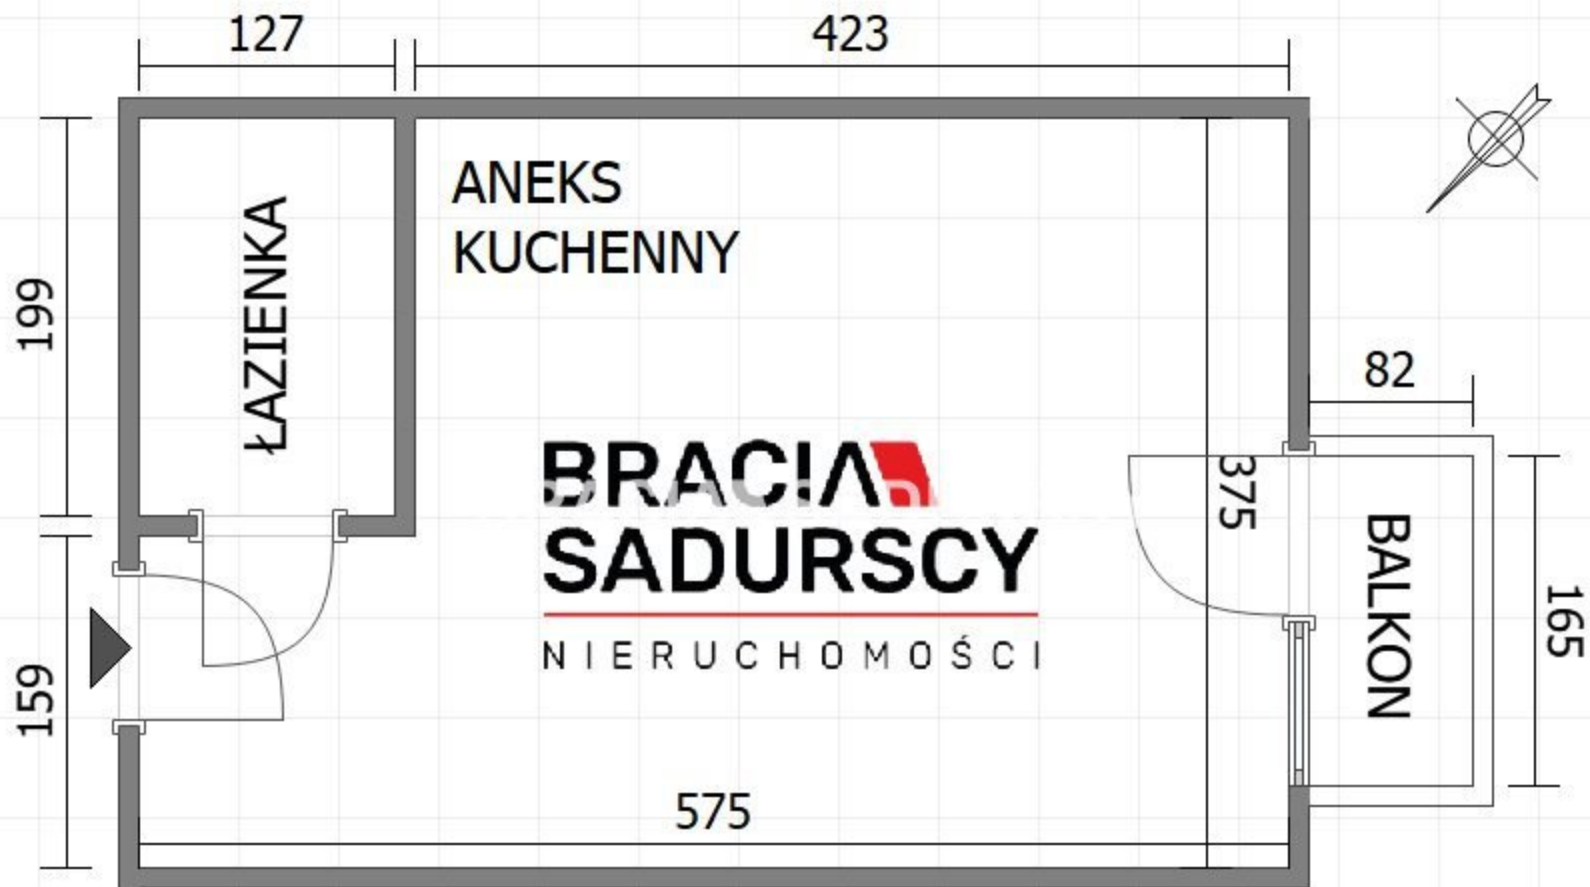 127
423
ANEKS
KUCHENNY
ŁAZIENKA
199
82
BRACIA
SADURSCY
NIERUCHOMOŚCI
375
BALKON
165
159
575